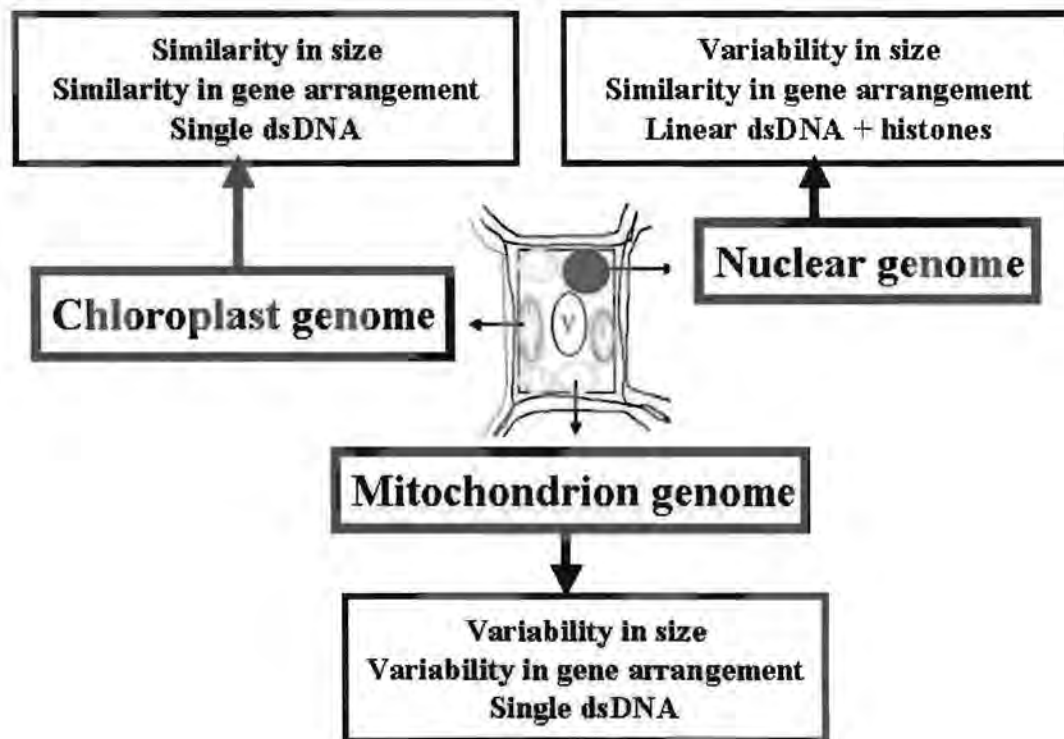 Similarity in size
Similarity in gene arrangement
Single dsDNA
Variability in size
Similarity in gene arrangement
Linear dsDNA + histones
Nuclear genome
Chloroplast genome
V
Mitochondrion genome
Variability in size
Variability in gene arrangement
Single dsDNA